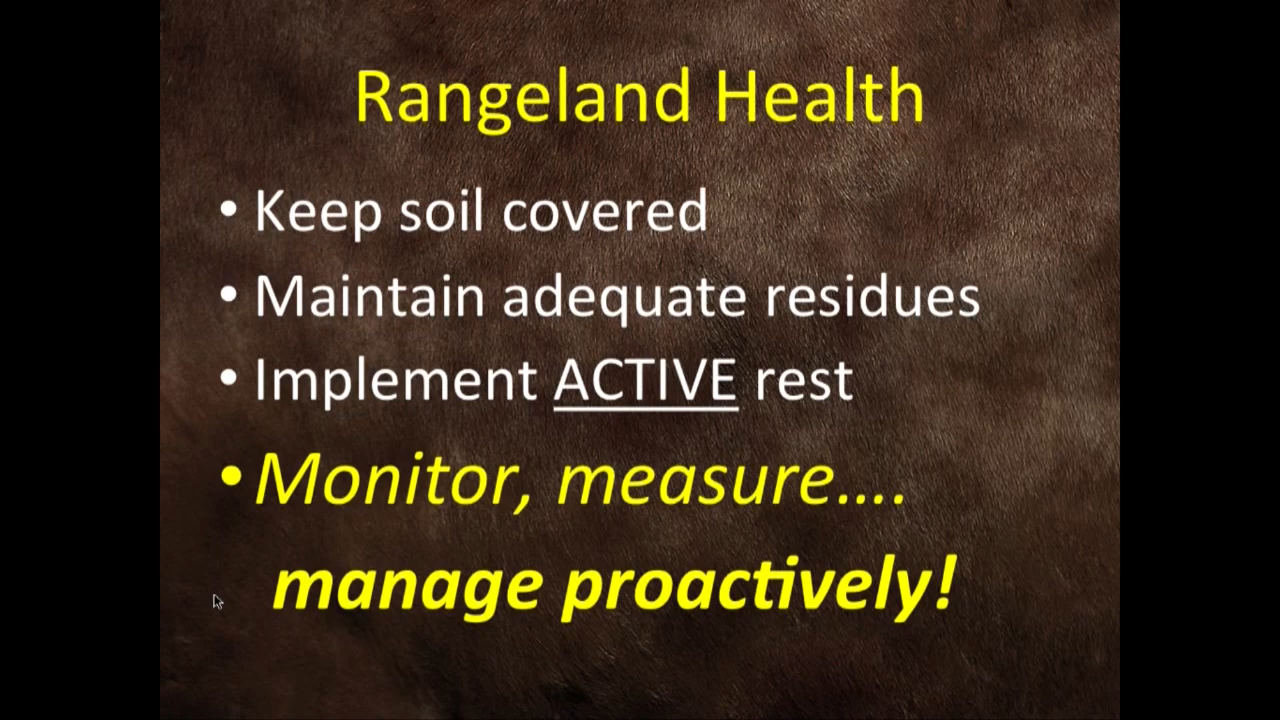 Rangeland Health
• Keep soil covered
• Maintain adequate residues
• Implement ACTIVE rest
• Monitor, measure....
manage proactively!